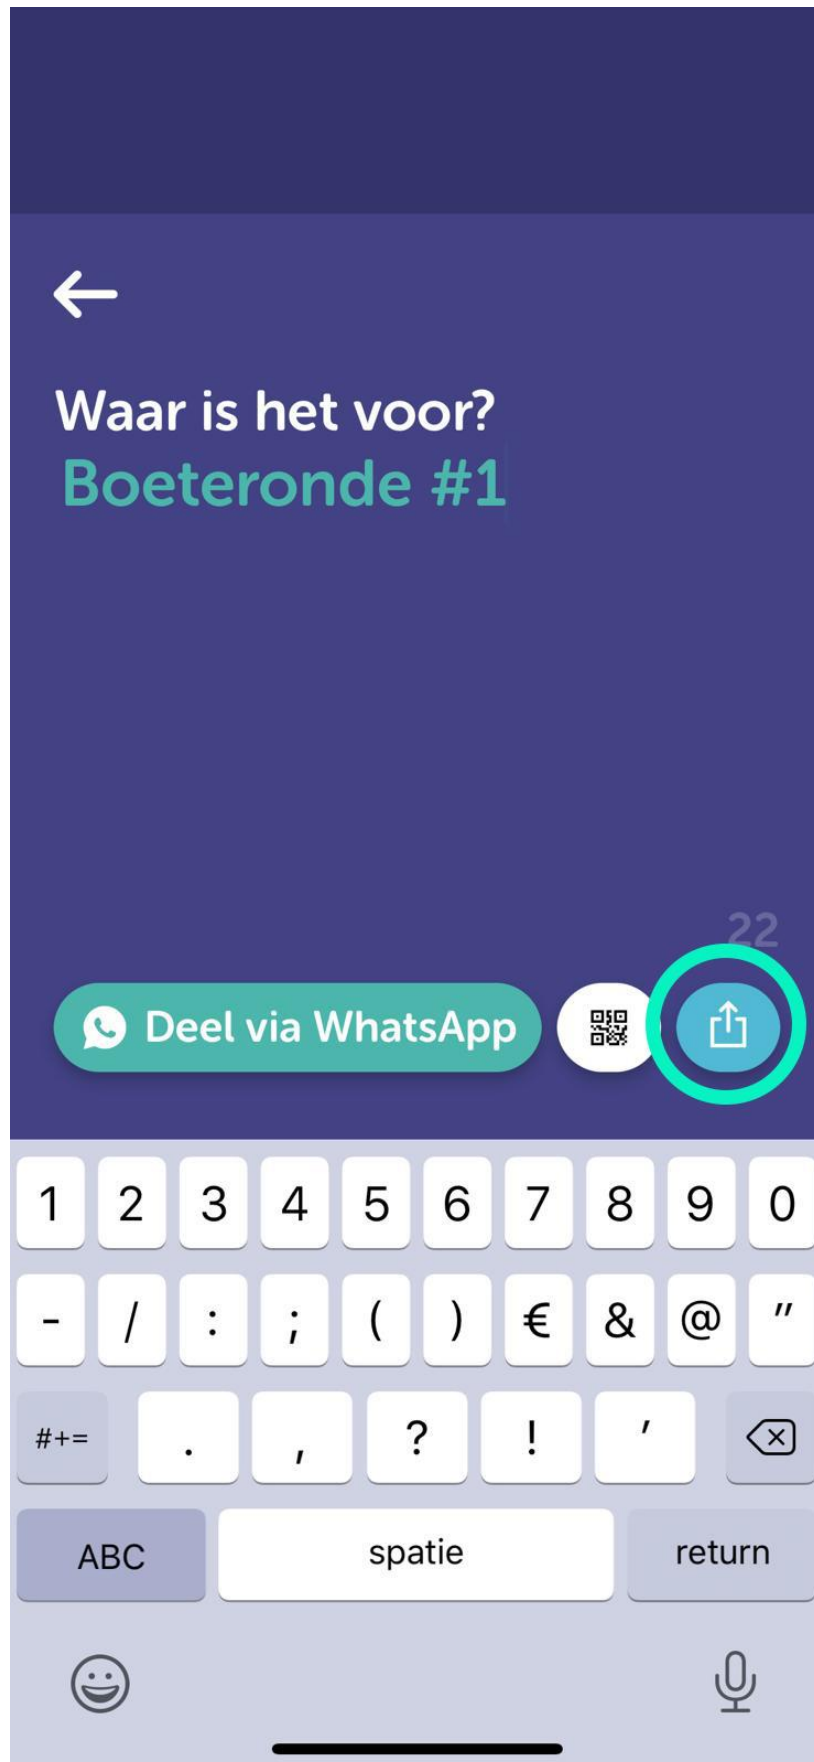 Waar is het voor?
Boeteronde #1
22
Deel via WhatsApp
1 2 3 4 5 6 7 8 9 0
- / : ; ( ) € & @ "
#+= . , ? ! '
ABC spatie return